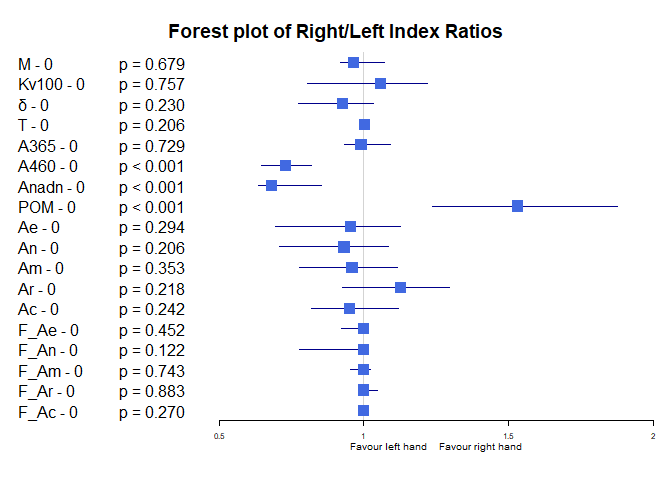 Forest plot of Right/Left Index Ratios
M - 0 p = 0.679
Kv100 - 0 p = 0.757
δ - 0 p = 0.230
T - 0 p = 0.206
A365 - 0 p = 0.729
A460 - 0 p < 0.001
Anadn - 0 p < 0.001
POM - 0 p < 0.001
Ae - 0 p = 0.294
An - 0 p = 0.206
Am - 0 p = 0.353
Ar - 0 p = 0.218
Ac - 0 p = 0.242
F_Ae - 0 p = 0.452
F_An - 0 p = 0.122
F_Am - 0 p = 0.743
F_Ar - 0 p = 0.883
F_Ac - 0 p = 0.270
0.5 1 1.5 2
Favour left hand Favour right hand